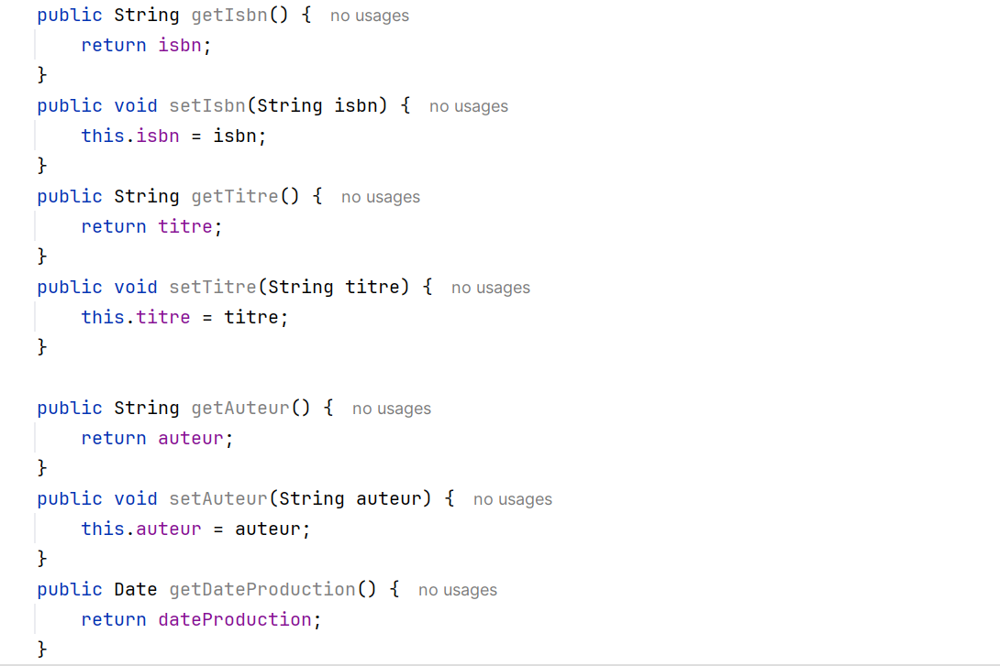 public String getIsbn() { no usages
return isbn;
}
public void setIsbn(String isbn) { no usages
this.isbn = isbn;
}
public String getTitre() { no usages
return titre;
}
public void setTitre(String titre) { no usages
this.titre = titre;
}
public String getAuteur() { no usages
return auteur;
}
public void setAuteur(String auteur) { no usages
this.auteur = auteur;
}
public Date getDateProduction() { no usages
return dateProduction;
}